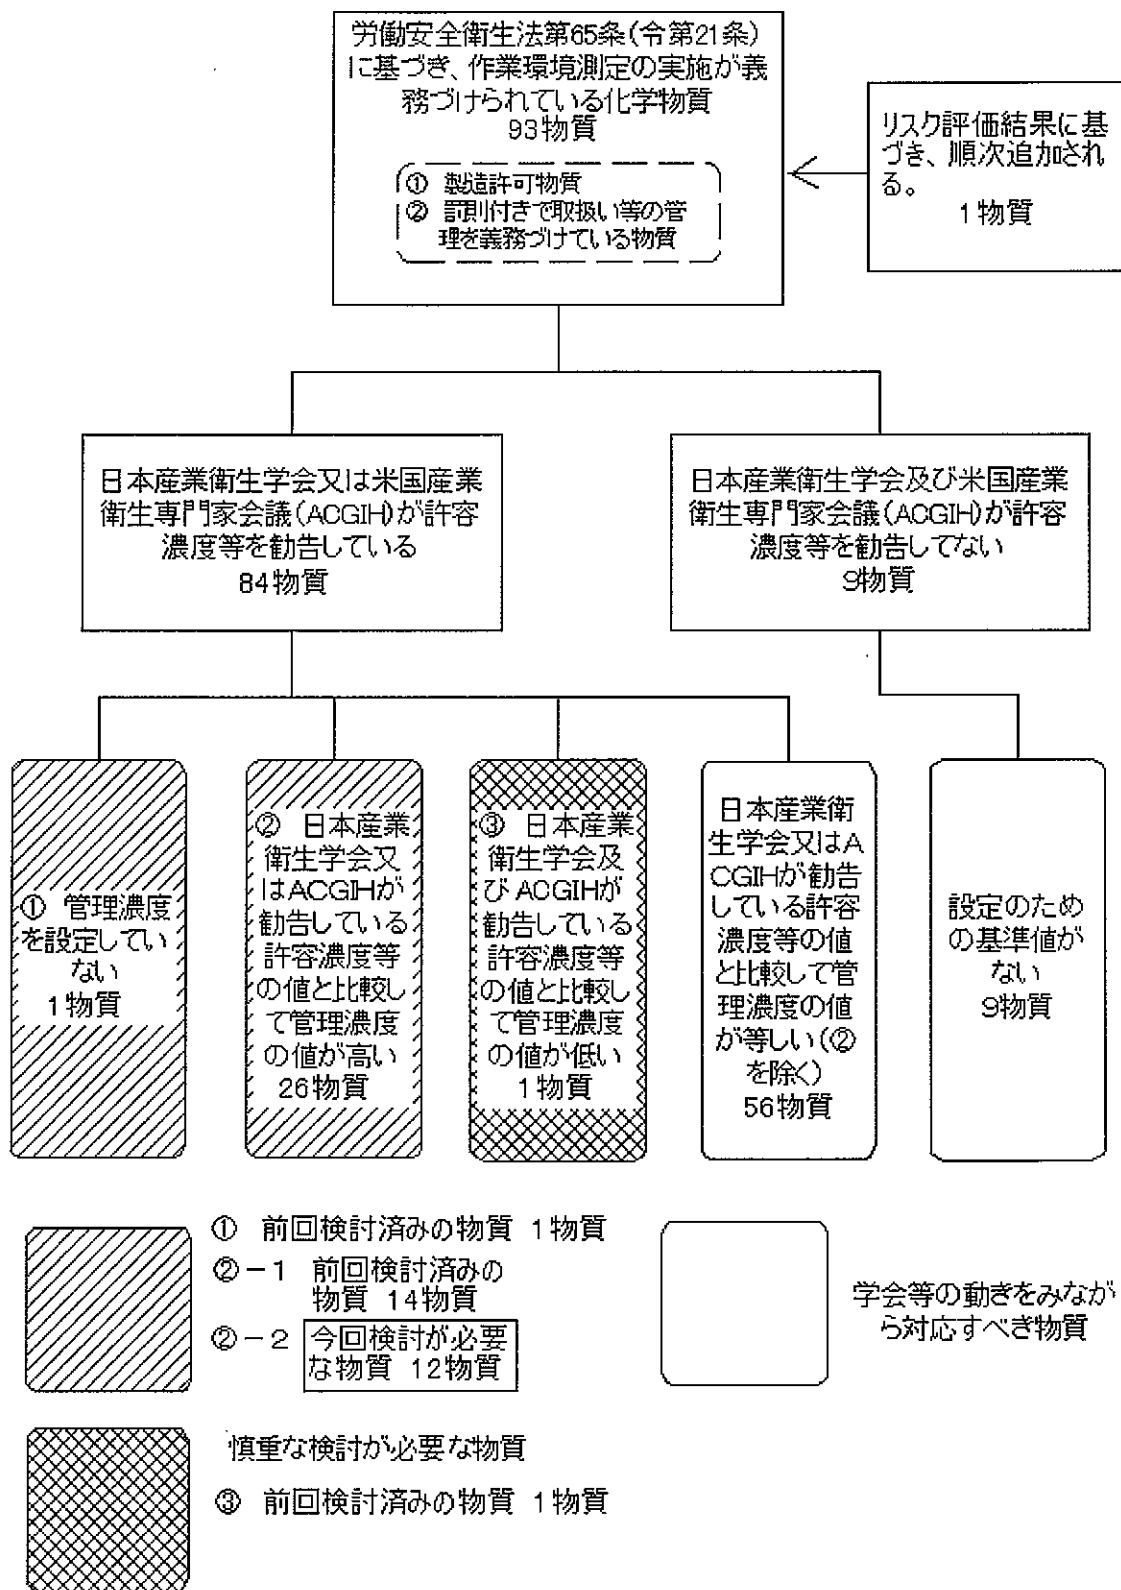 労働安全衛生法第65条(令第21条)
に基づき、作業環境測定の実施が義
務づけられている化学物質
93物質
① 製造許可物質
② 罰則付きで取扱い等の管
理を義務づけている物質
リスク評価結果に基
づき、順次追加され
る。
1物質
日本産業衛生学会又は米国産業
衛生専門家会議(ACGIH)が許容
濃度等を勧告している
84物質
日本産業衛生学会及び米国産業
衛生専門家会議(ACGIH)が許容
濃度等を勧告してない
9物質
① 管理濃度
を設定してい
ない
1物質
② 日本産業
衛生学会又
はACGIHが
勧告している
許容濃度等
の値と比較し
て管理濃度
の値が高い
26物質
③ 日本産業
衛生学会及
びACGIHが
勧告している
許容濃度等
の値と比較し
て管理濃度
の値が低い
1物質
日本産業衛
生学会又はA
CGIHが勧告
している許容
濃度等の値
と比較して管
理濃度の値
が等しい(②
を除く)
56物質
設定のため
の基準値が
ない
9物質
① 前回検討済みの物質 1物質
②-1 前回検討済みの
物質 14物質
②-2 今回検討が必要
な物質 12物質
学会等の動きをみなが
ら対応すべき物質
慎重な検討が必要な物質
③ 前回検討済みの物質 1物質